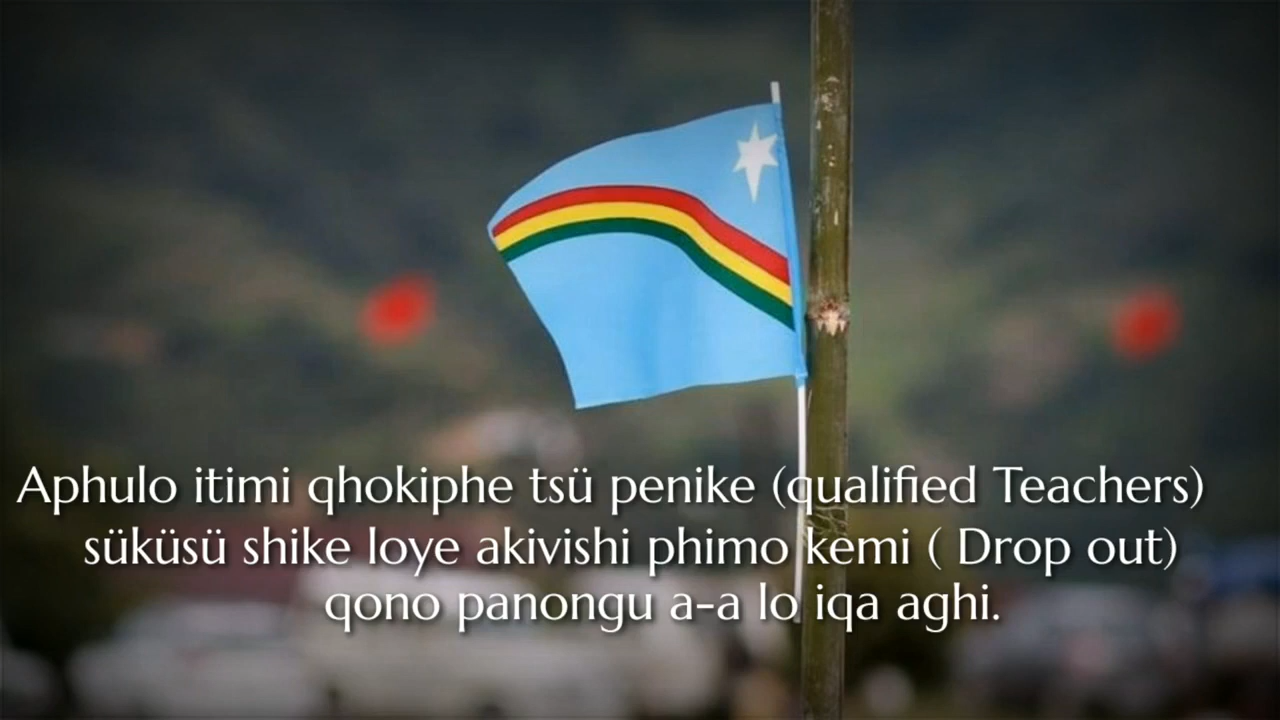 Aphulo itimi qhokiphe tsü penike (qualified Teachers)
süküsü shike loye akivishi phimo kemi ( Drop out)
qono panongu a-a lo iqa aghi.